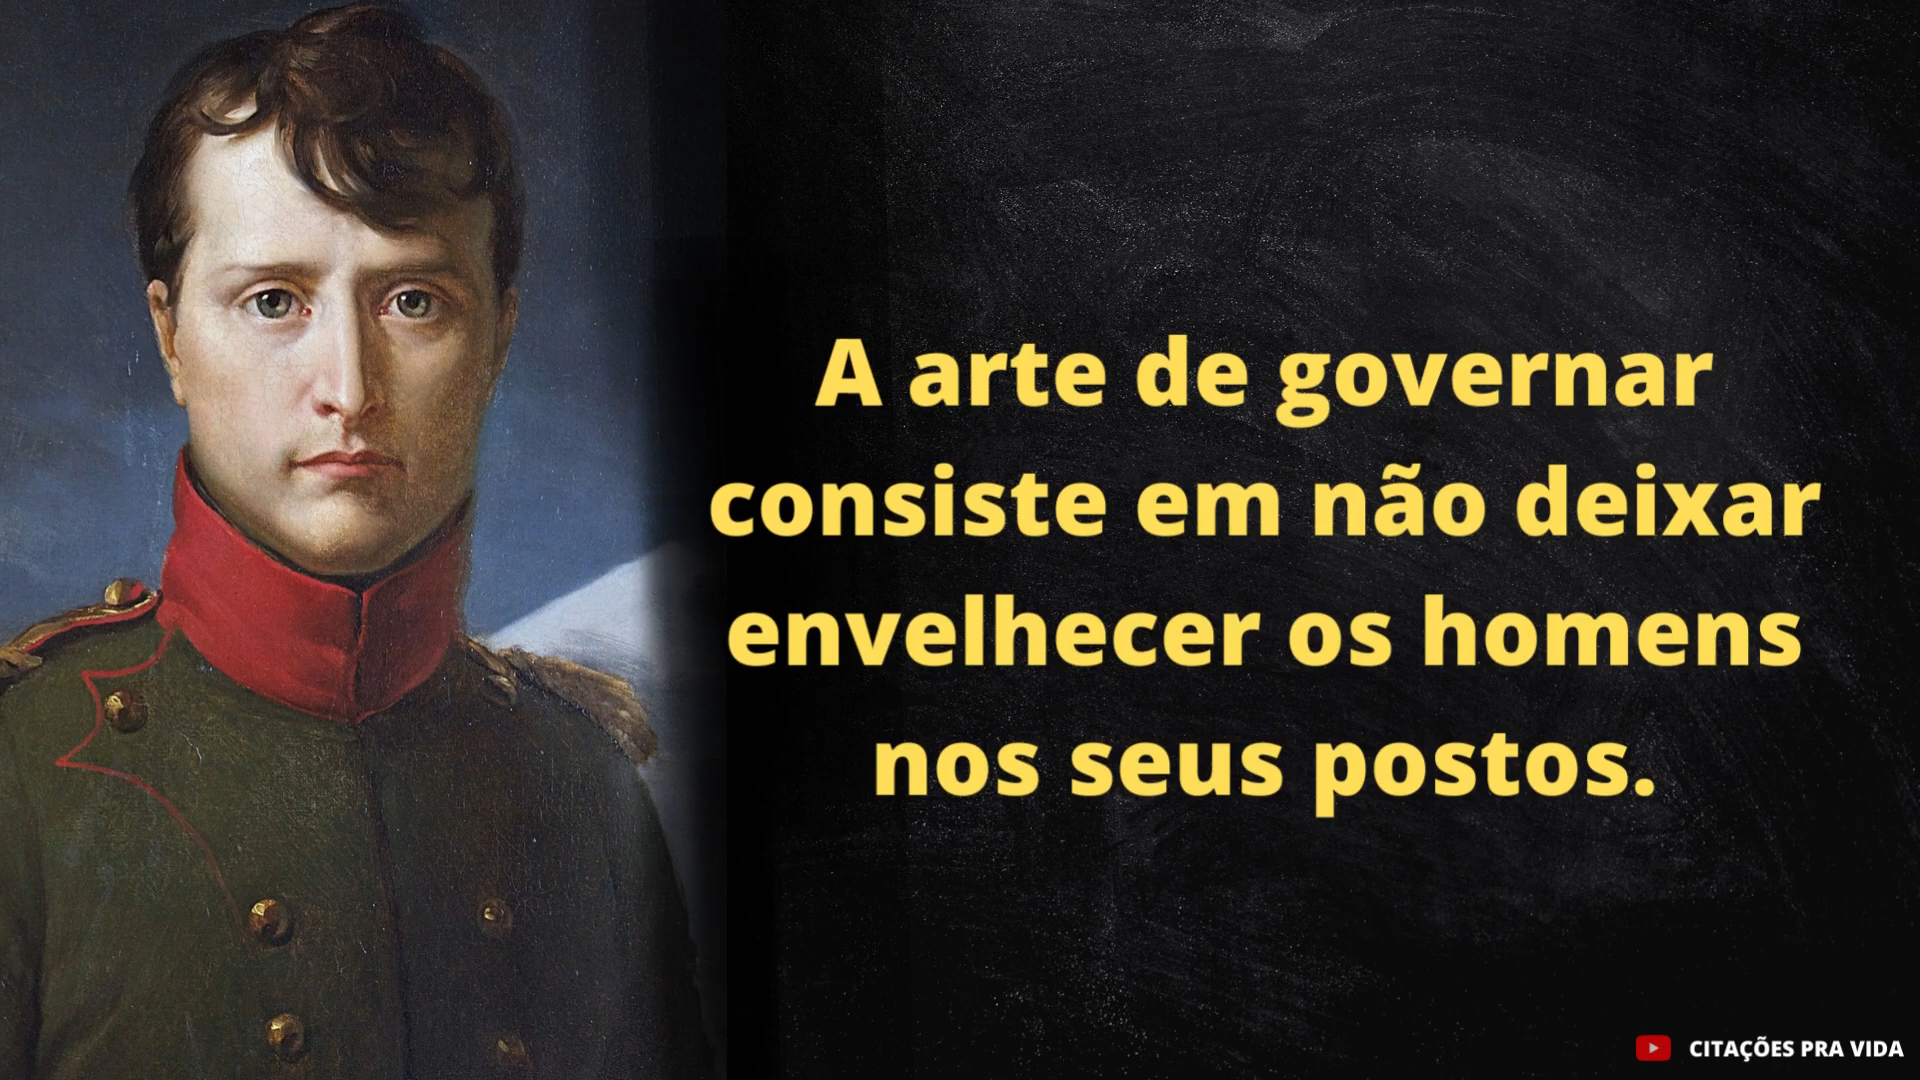 A arte de governar
consiste em não deixar
envelhecer os homens
nos seus postos.
CITAÇÕES PRA VIDA